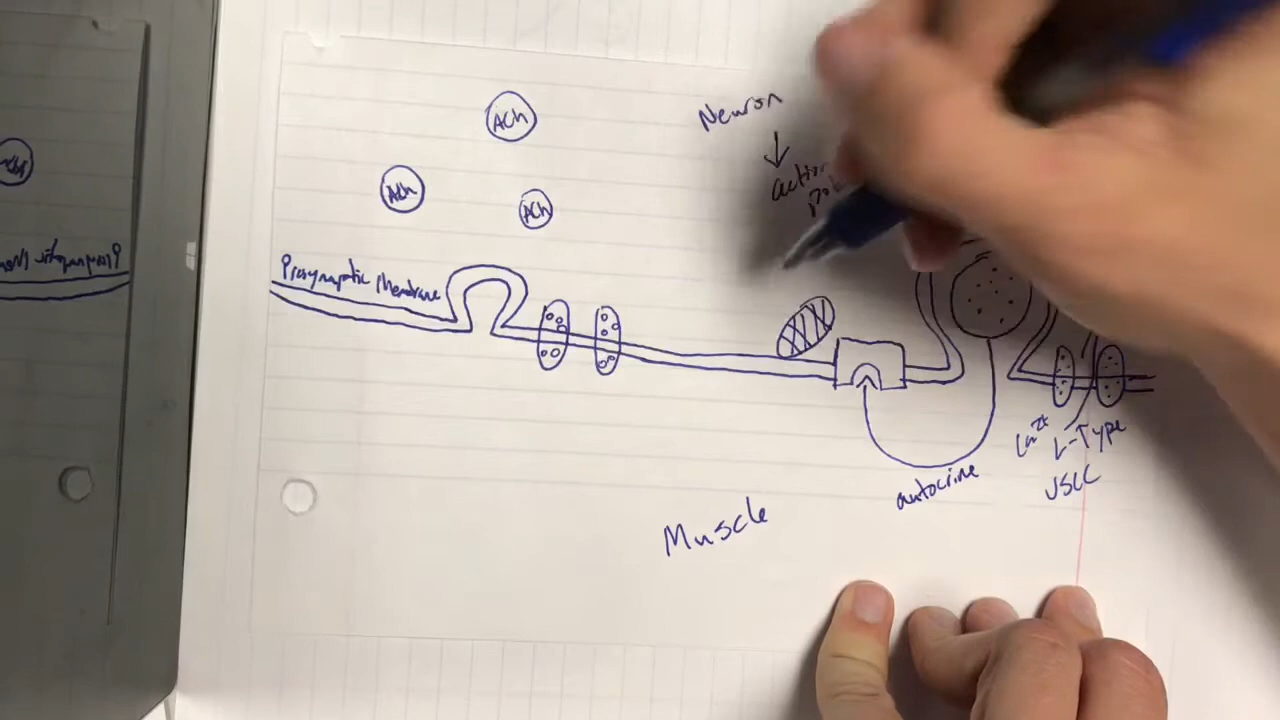 Neuron
ACh
ACh
ACh
Presynaptic Membrane
L-Type
VSCC
autocrine
Muscle